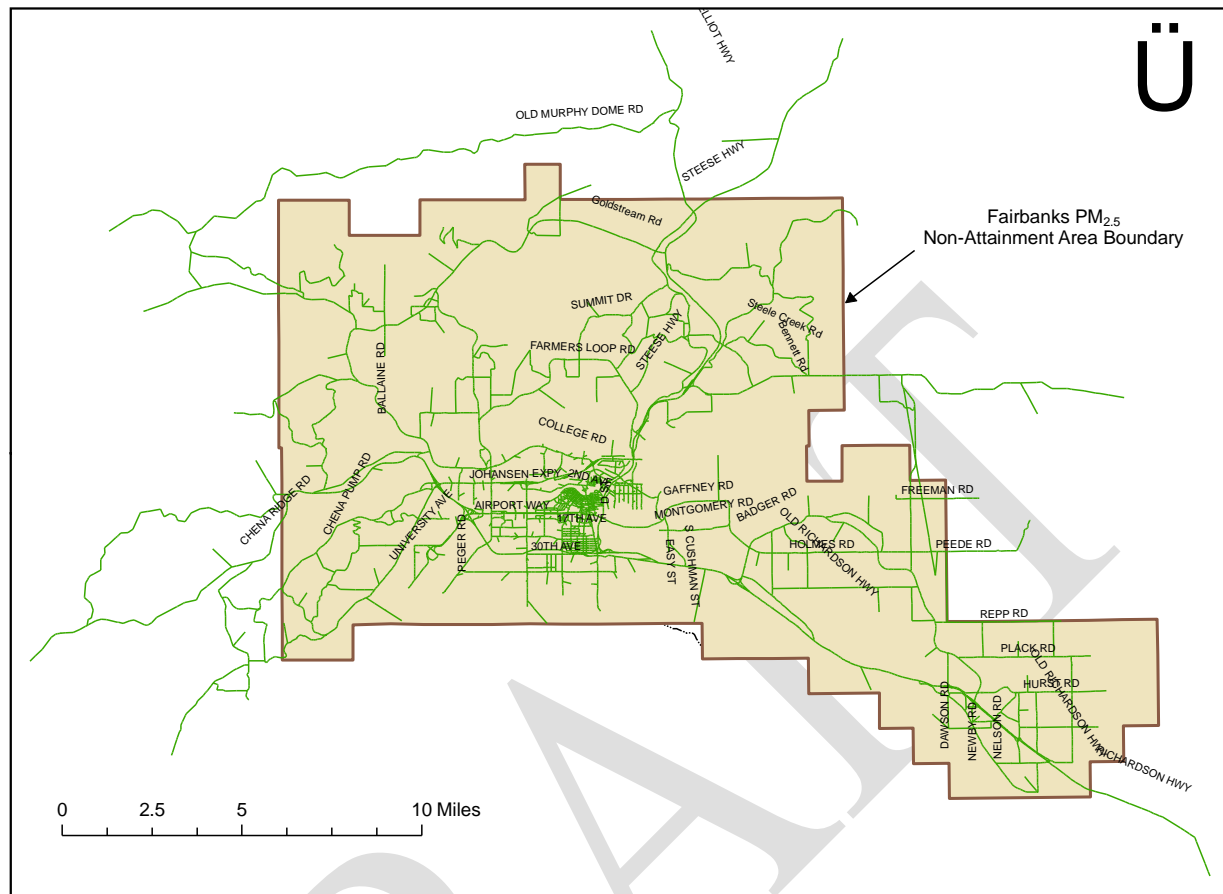 ELLIOT HWY
Ü
OLD MURPHY DOME RD
STEESE HWY
Goldstream Rd
Fairbanks PM2.5
Non-Attainment Area Boundary
SUMMIT DR
Steele Creek Rd
Bennett Rd
STEESE HWY
FARMERS LOOP RD
BALLAINE RD
COLLEGE RD
JOHANSEN EXPY
2ND AVE
D ST
GAFFNEY RD
FREEMAN RD
CHENA RIDGE RD
CHENA PUMP RD
UNIVERSITY AVE
AIRPORT WAY
MONTGOMERY RD
BADGER RD
OLD RICHARDSON HWY
17TH AVE
PEGER RD
30TH AVE
EASY ST
S CUSHMAN ST
HOLMES RD
PEEDE RD
REPP RD
PLACK RD
OLD RICHARDSON HWY
HURST RD
DAWSON RD
NEWBY RD
NELSON RD
RICHARDSON HWY
0 2.5 5 10 Miles
DRAFT